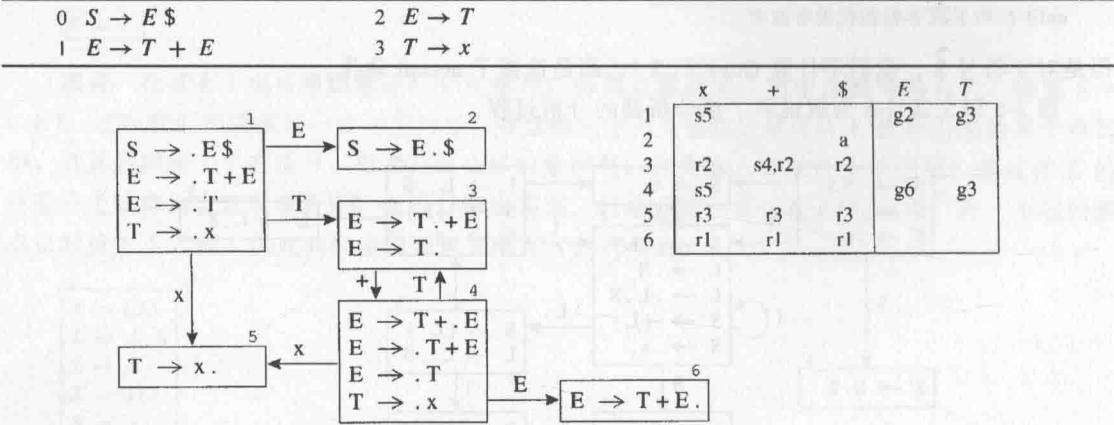 0 S → E $
2 E → T
1 E → T + E
3 T → x
1
S → . E $
E → . T + E
E → . T
T → . x
E
2
S → E . $
T
3
E → T . + E
E → T .
+
T
4
E → T + . E
E → . T + E
E → . T
T → . x
x
x
5
T → x .
E
6
E → T + E .
x + $ E T
1 s5 g2 g3
2 a
3 r2 s4,r2 r2
4 s5 g6 g3
5 r3 r3 r3
6 r1 r1 r1